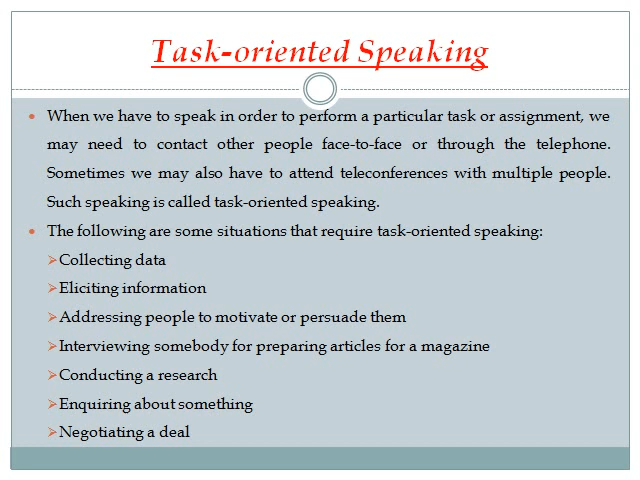 Task-oriented Speaking
• When we have to speak in order to perform a particular task or assignment, we
may need to contact other people face-to-face or through the telephone.
Sometimes we may also have to attend teleconferences with multiple people.
Such speaking is called task-oriented speaking.
• The following are some situations that require task-oriented speaking:
➢Collecting data
➢Eliciting information
➢Addressing people to motivate or persuade them
➢Interviewing somebody for preparing articles for a magazine
➢Conducting a research
➢Enquiring about something
➢Negotiating a deal